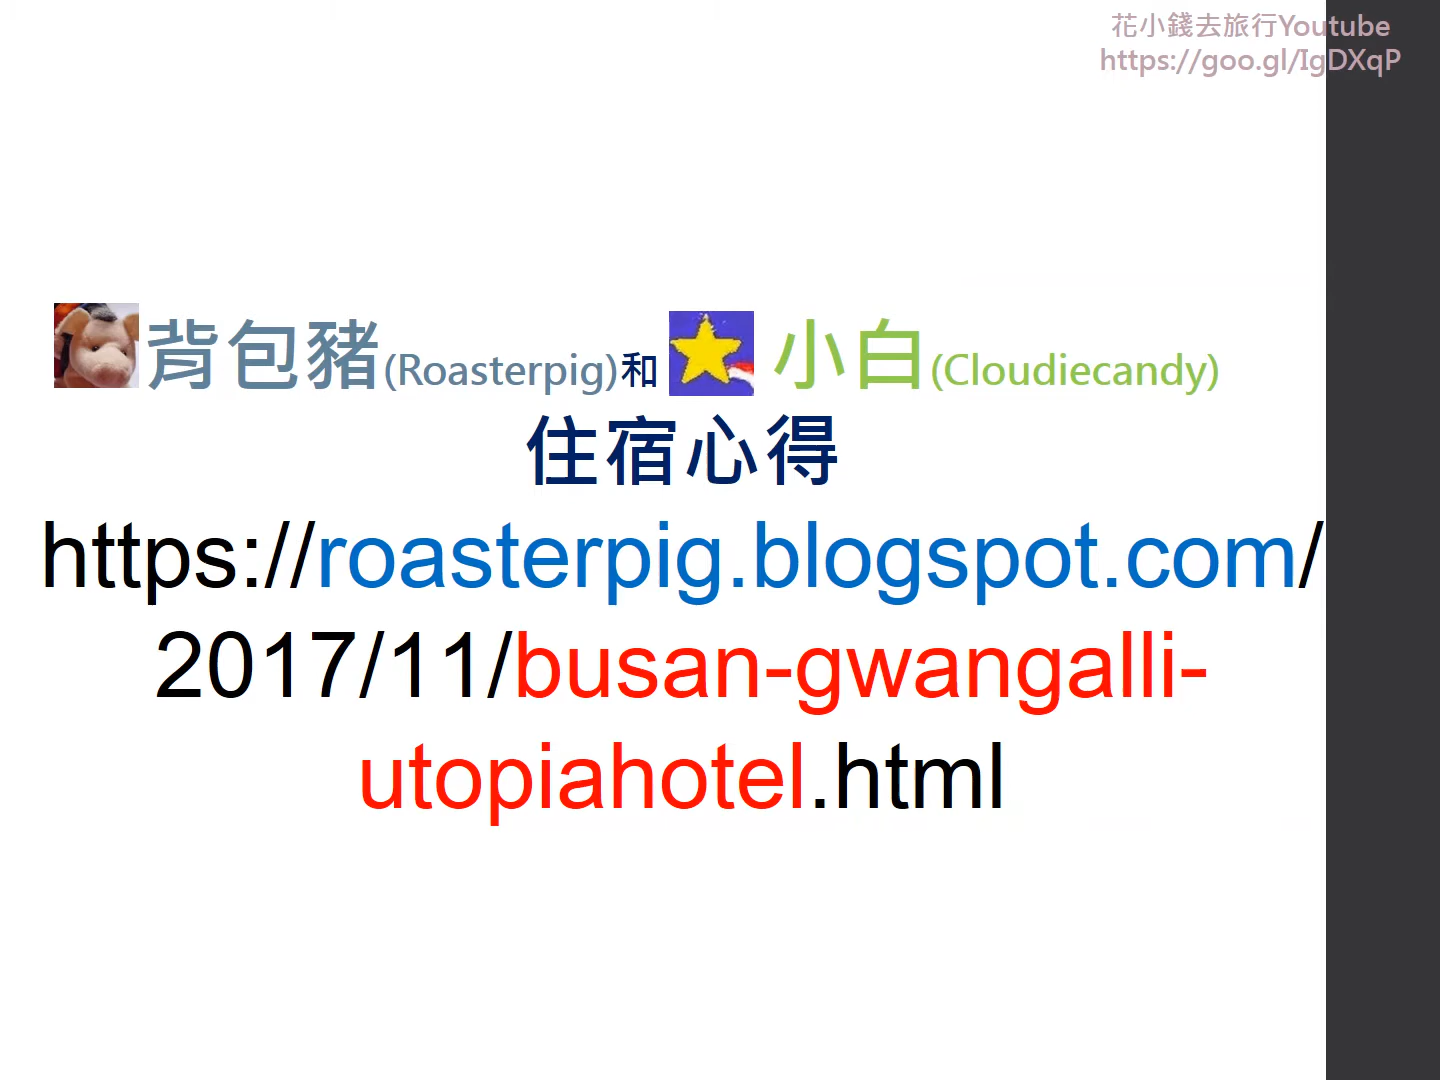 花小錢去旅行Youtube
https://goo.gl/IgDXqP
背包豬(Roasterpig)和 小白(Cloudiecandy)
住宿心得
https://roasterpig.blogspot.com/
2017/11/busan-gwangalli-
utopiahotel.html